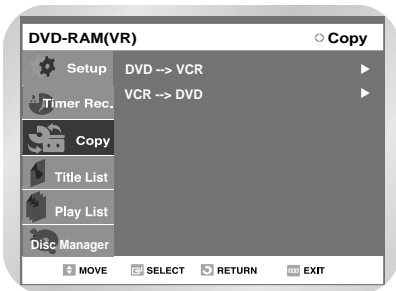 DVD-RAM(VR) Copy
Setup
DVD --> VCR
Timer Rec.
VCR --> DVD
Copy
Title List
Play List
Disc Manager
MOVE SELECT RETURN EXIT